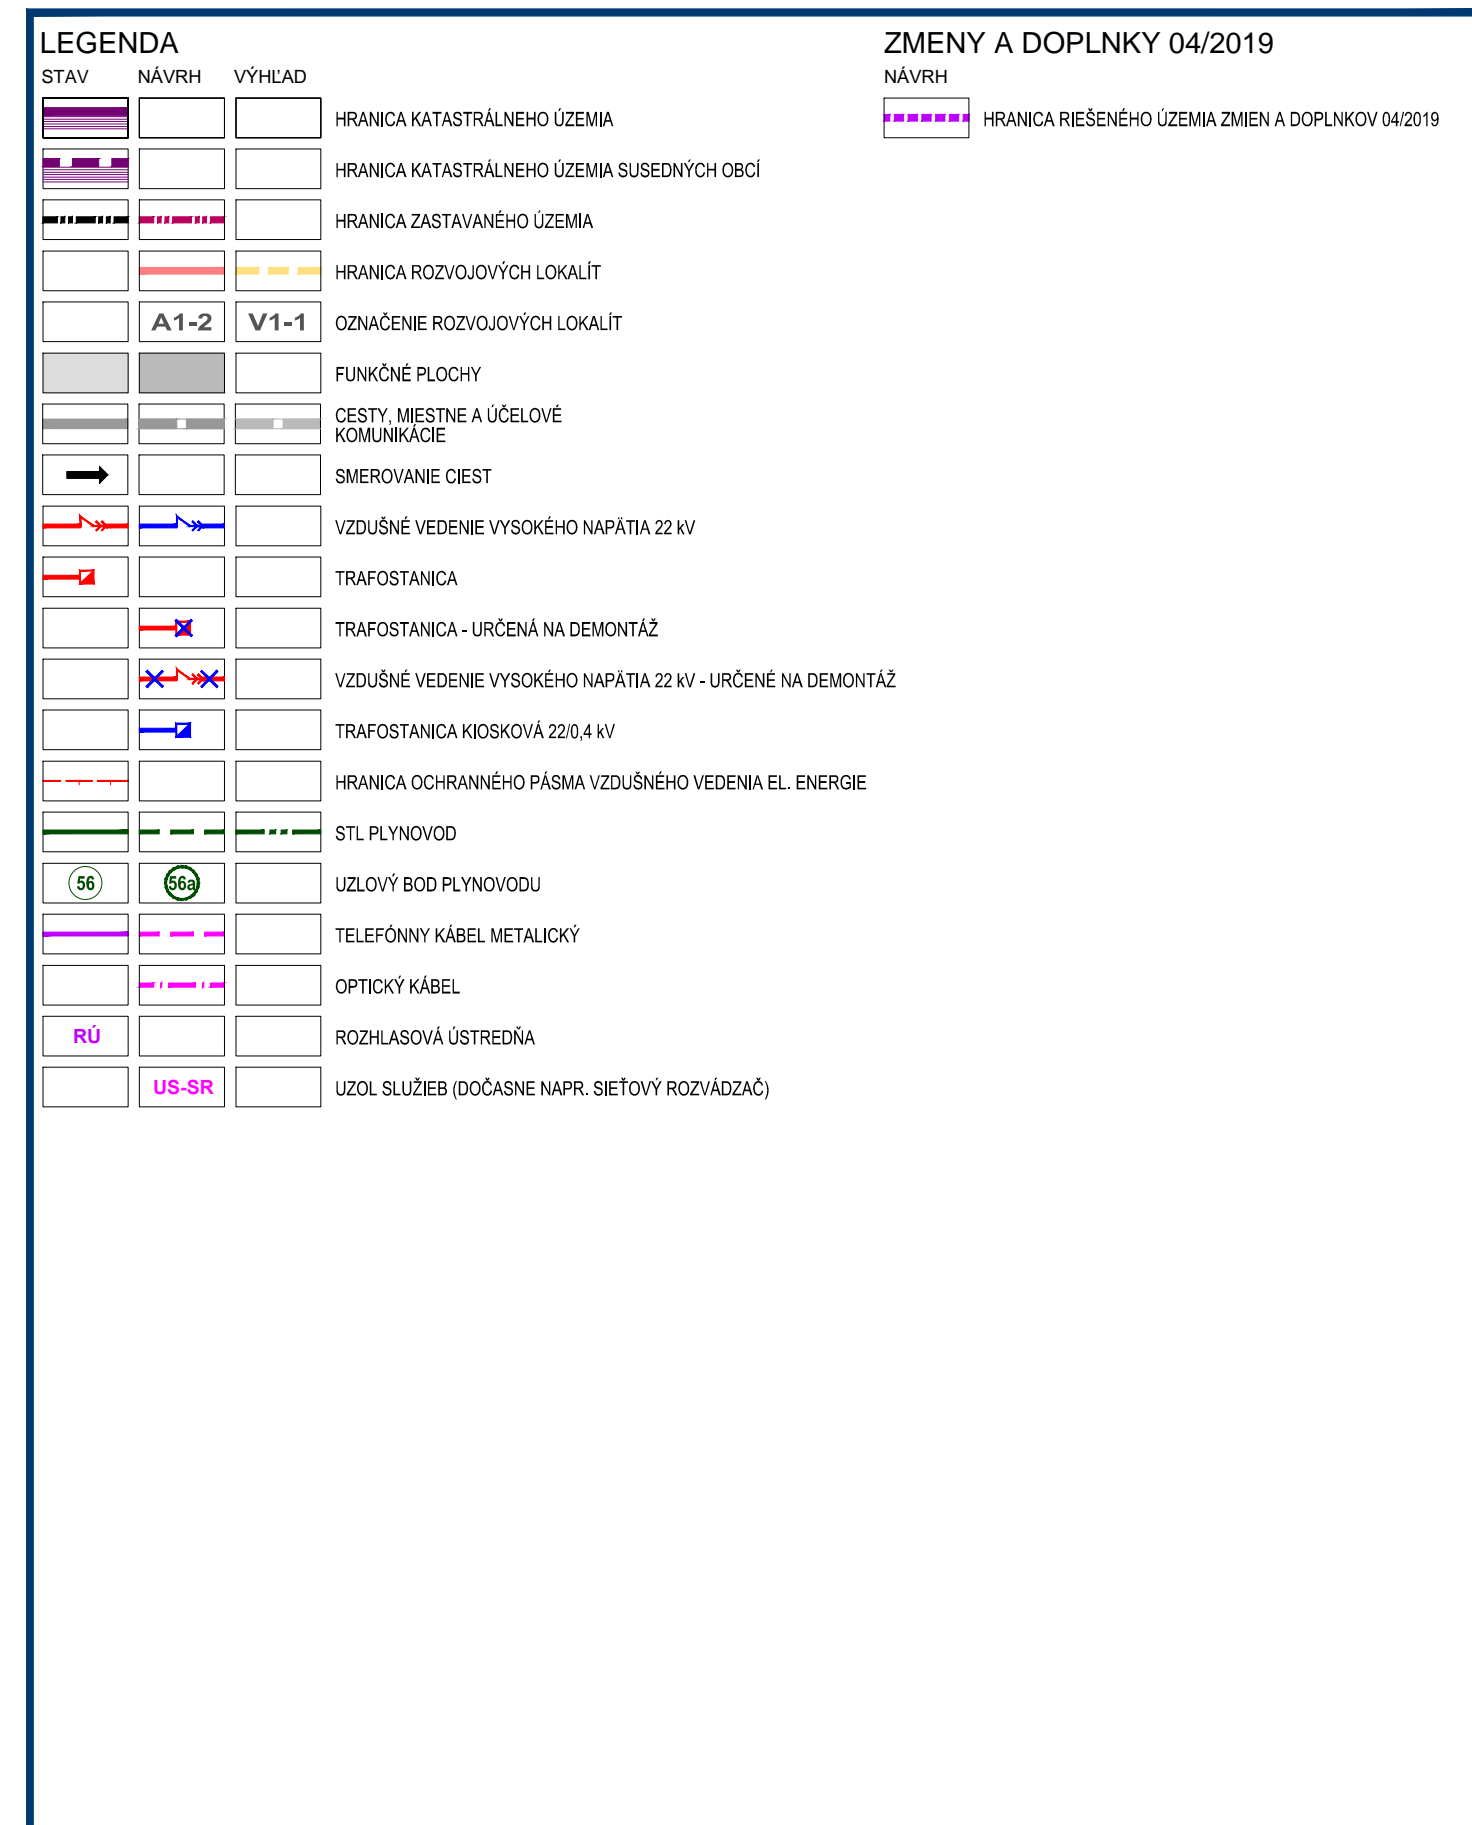 LEGENDA
STAV NÁVRH VÝHĽAD
HRANICA KATASTRÁLNEHO ÚZEMIA
HRANICA KATASTRÁLNEHO ÚZEMIA SUSEDNÝCH OBCÍ
HRANICA ZASTAVANÉHO ÚZEMIA
HRANICA ROZVOJOVÝCH LOKALÍT
A1-2 V1-1 OZNAČENIE ROZVOJOVÝCH LOKALÍT
FUNKČNÉ PLOCHY
CESTY, MIESTNE A ÚČELOVÉ
KOMUNIKÁCIE
SMEROVANIE CIEST
VZDUŠNÉ VEDENIE VYSOKÉHO NAPÄTIA 22 kV
TRAFOSTANICA
TRAFOSTANICA - URČENÁ NA DEMONTÁŽ
VZDUŠNÉ VEDENIE VYSOKÉHO NAPÄTIA 22 kV - URČENÉ NA DEMONTÁŽ
TRAFOSTANICA KIOSKOVÁ 22/0,4 kV
HRANICA OCHRANNÉHO PÁSMA VZDUŠNÉHO VEDENIA EL. ENERGIE
STL PLYNOVOD
56 56a UZLOVÝ BOD PLYNOVODU
TELEFÓNNY KÁBEL METALICKÝ
OPTICKÝ KÁBEL
RÚ ROZHLASOVÁ ÚSTREDŇA
US-SR UZOL SLUŽIEB (DOČASNE NAPR. SIEŤOVÝ ROZVÁDZAČ)
ZMENY A DOPLNKY 04/2019
NÁVRH
HRANICA RIEŠENÉHO ÚZEMIA ZMIEN A DOPLNKOV 04/2019